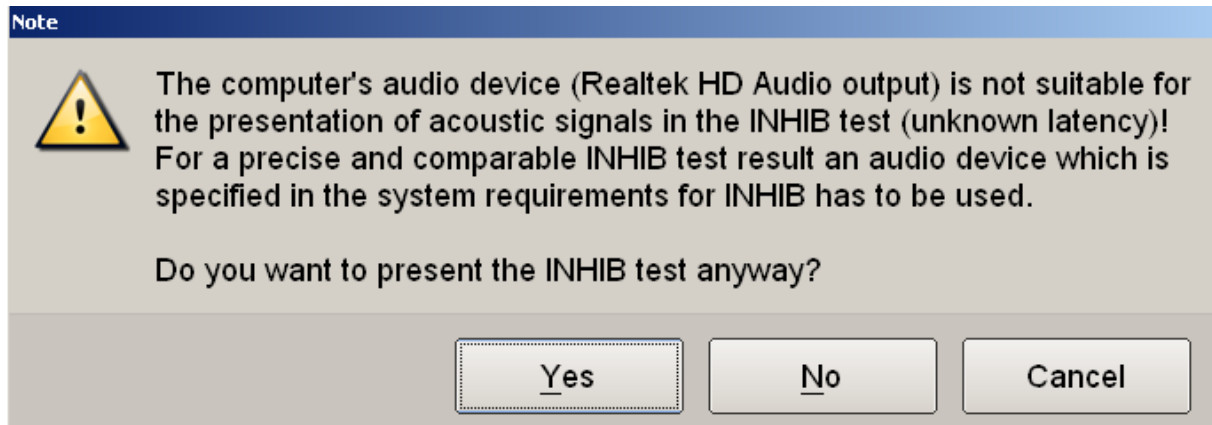 Note
The computer's audio device (Realtek HD Audio output) is not suitable for
the presentation of acoustic signals in the INHIB test (unknown latency)!
For a precise and comparable INHIB test result an audio device which is
specified in the system requirements for INHIB has to be used.
Do you want to present the INHIB test anyway?
Yes No Cancel